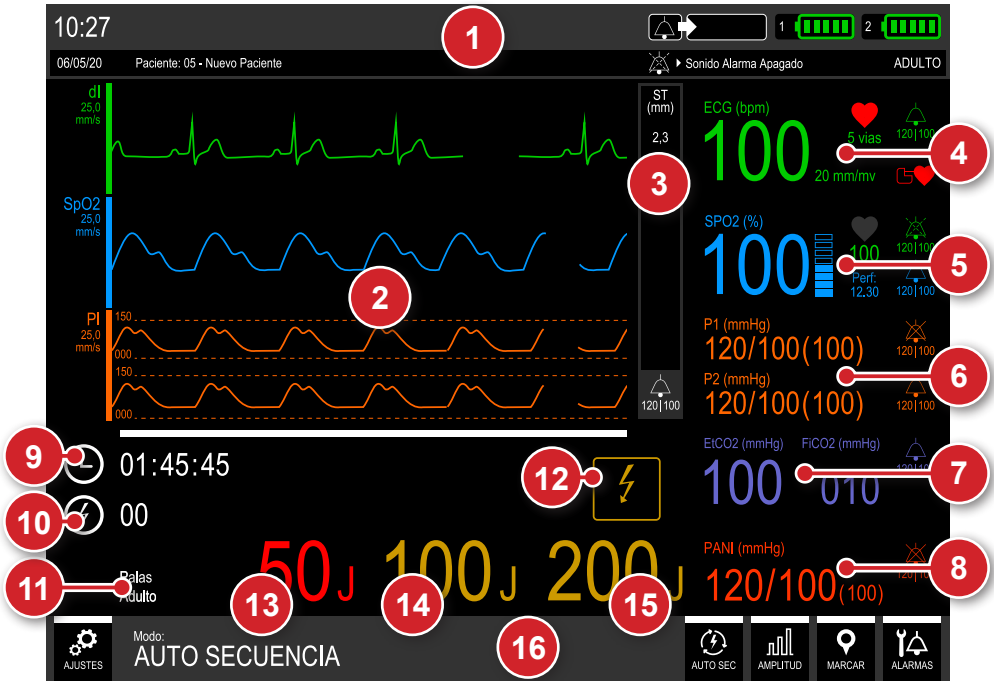 10:27
1
1
2
06/05/20 Paciente: 05 - Nuevo Paciente
Sonido Alarma Apagado
ADULTO
dI
25,0
mm/s
ST
(mm)
2,3
3
120|100
ECG (bpm)
100
5 vias
20 mm/mv
120|100
4
SpO2
25,0
mm/s
2
SPO2 (%)
100
100
Perf:
12.30
120|100
120|100
5
PI
25,0
mm/s
150
000
150
000
P1 (mmHg)
120/100(100)
120|100
P2 (mmHg)
120/100(100)
120|100
6
9
01:45:45
10
00
12
EtCO2 (mmHg) FiCO2 (mmHg)
100 010
7
11
Palas
Adulto
50J 100J 200J
13 14 15
PANI (mmHg)
120/100(100)
8
AJUSTES
Modo:
AUTO SECUENCIA
16
AUTO SEC
AMPLITUD
MARCAR
ALARMAS